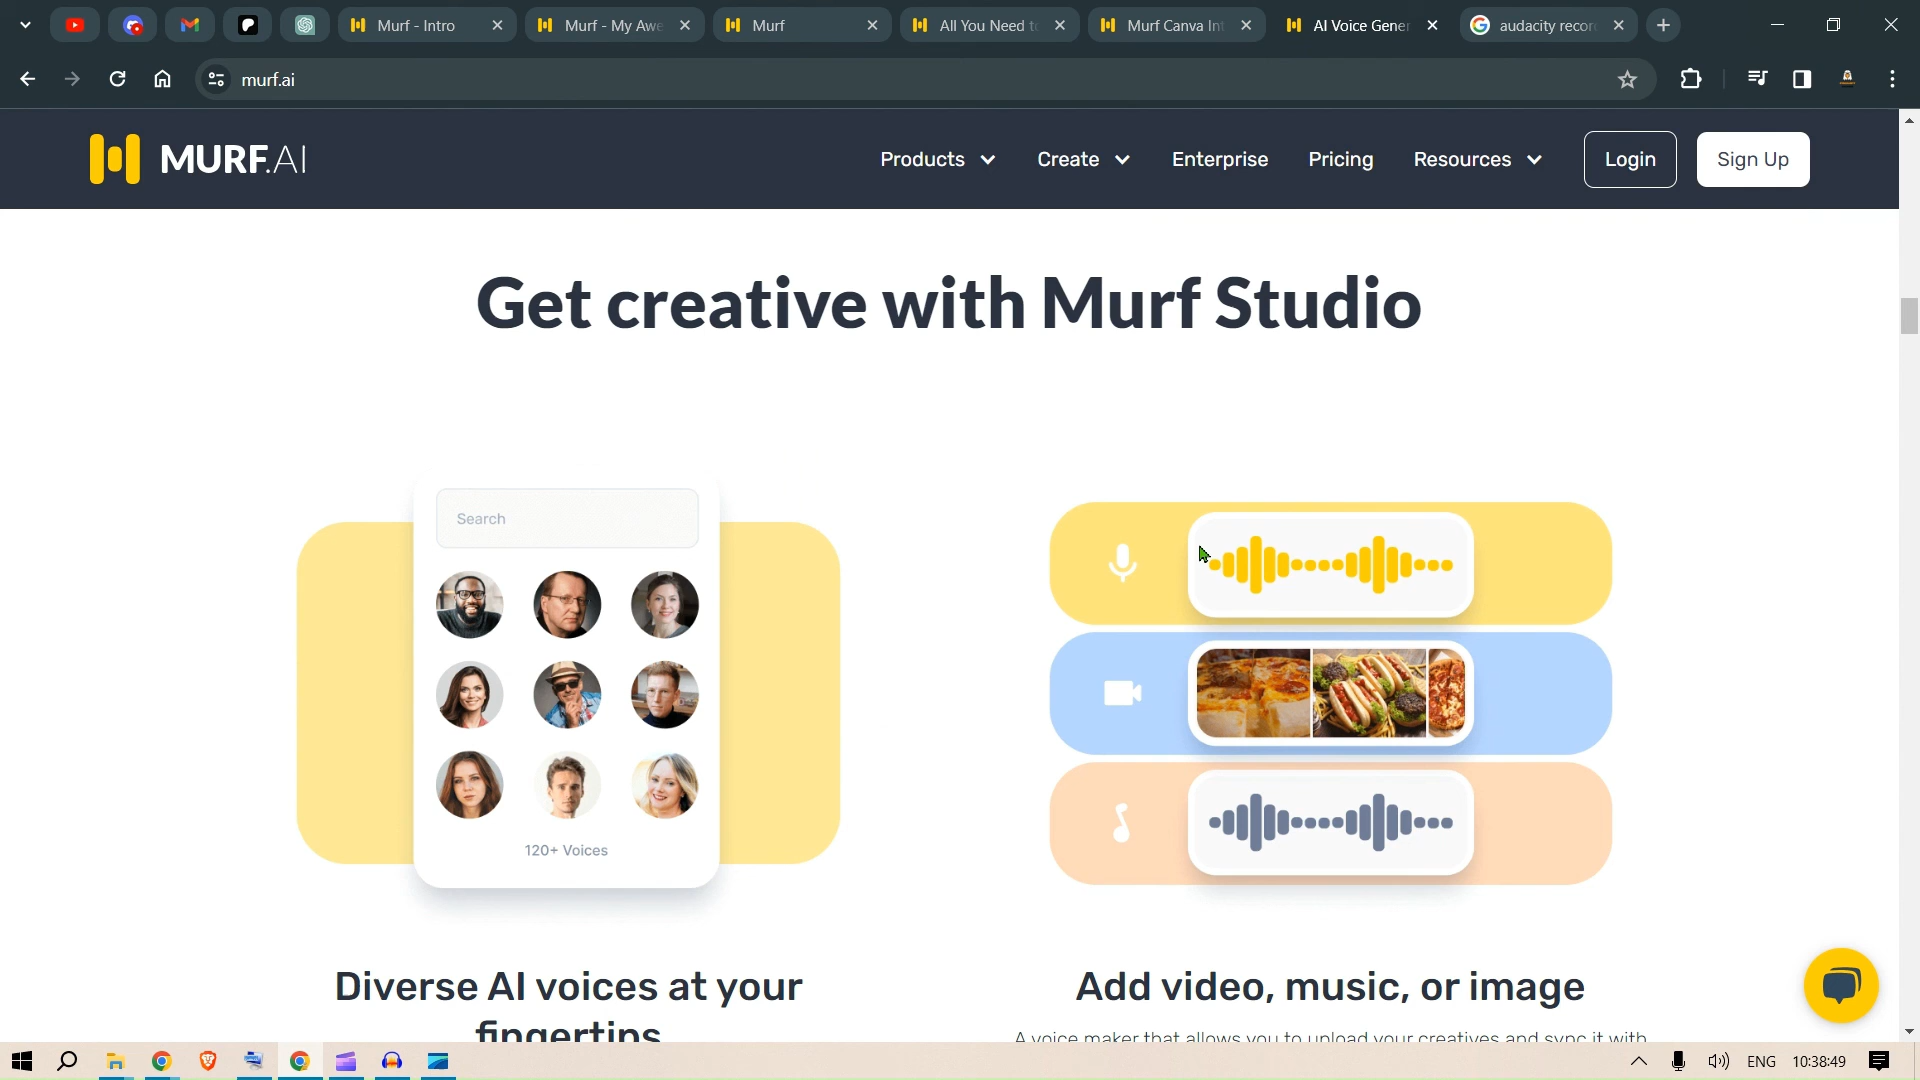 Murf - Intro
Murf - My Awe
Murf
All You Need t
Murf Canva Int
AI Voice Gener
audacity recor
murf.ai
MURF.AI
Products
Create
Enterprise
Pricing
Resources
Login
Sign Up
Get creative with Murf Studio
Search
120+ Voices
Diverse AI voices at your
fingertips
Add video, music, or image
A voice maker that allows you to upload your creatives and sync it with
ENG
10:38:49